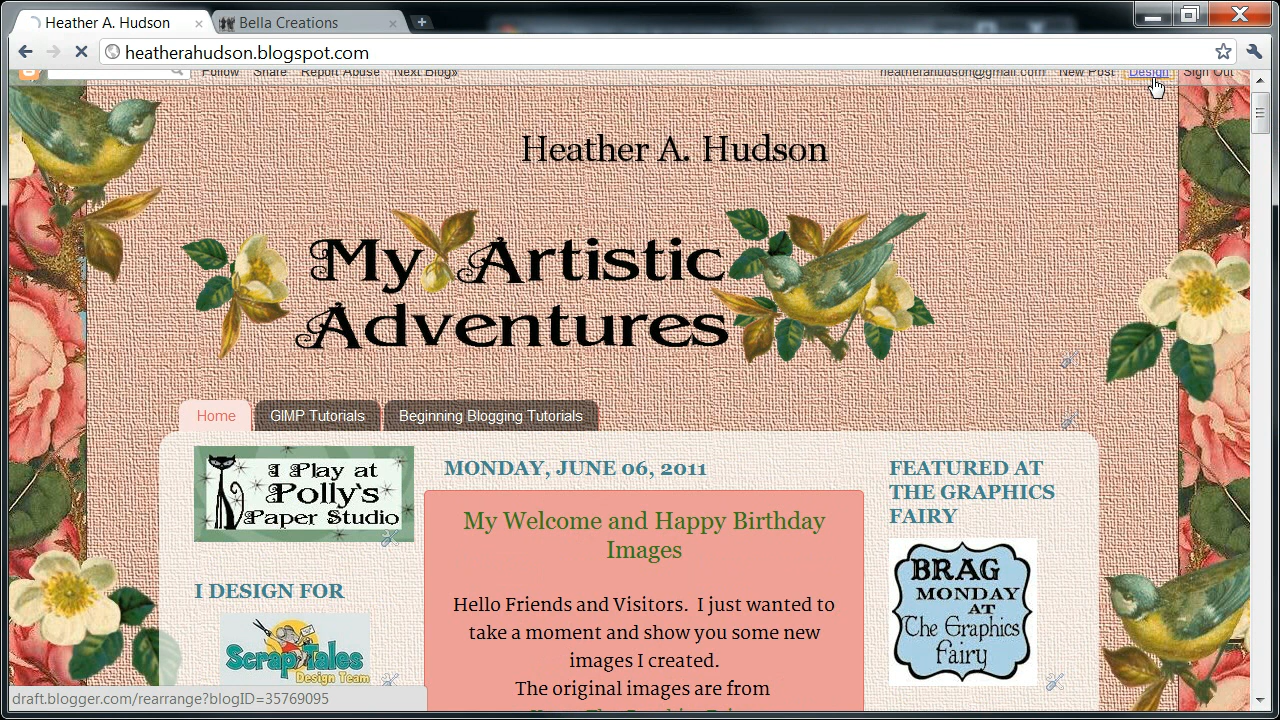 Heather A. Hudson
Bella Creations
heatherahudson.blogspot.com
Follow Share Report Abuse Next Blog»
heatherahudson@gmail.com New Post Design Sign Out
Heather A. Hudson
My Artistic
Adventures
Home
GIMP Tutorials
Beginning Blogging Tutorials
I Play at
Polly's
Paper Studio
I DESIGN FOR
ScrapTales
Design Team
MONDAY, JUNE 06, 2011
My Welcome and Happy Birthday
Images
Hello Friends and Visitors. I just wanted to
take a moment and show you some new
images I created.
The original images are from
FEATURED AT
THE GRAPHICS
FAIRY
BRAG
MONDAY
AT
The Graphics
Fairy
draft.blogger.com/rearrange?blogID=35769095